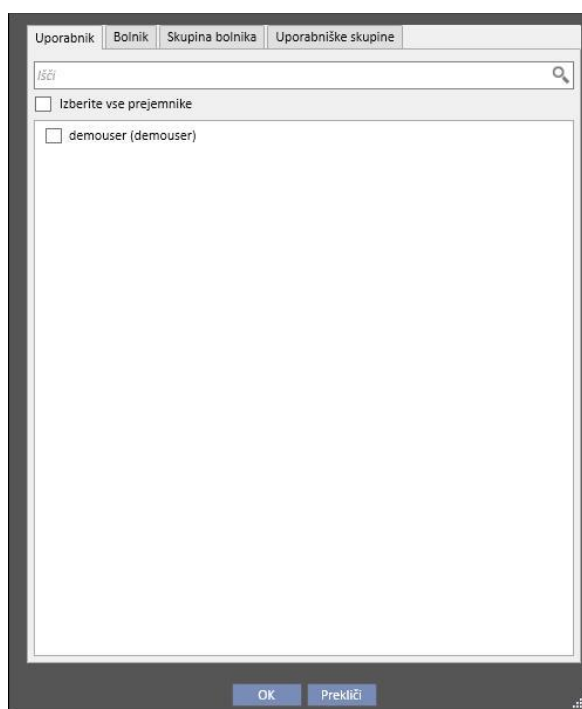 Uporabnik Bolnik Skupina bolnika Uporabniške skupine
Išči
Izberite vse prejemnike
demouser (demouser)
OK Prekliči